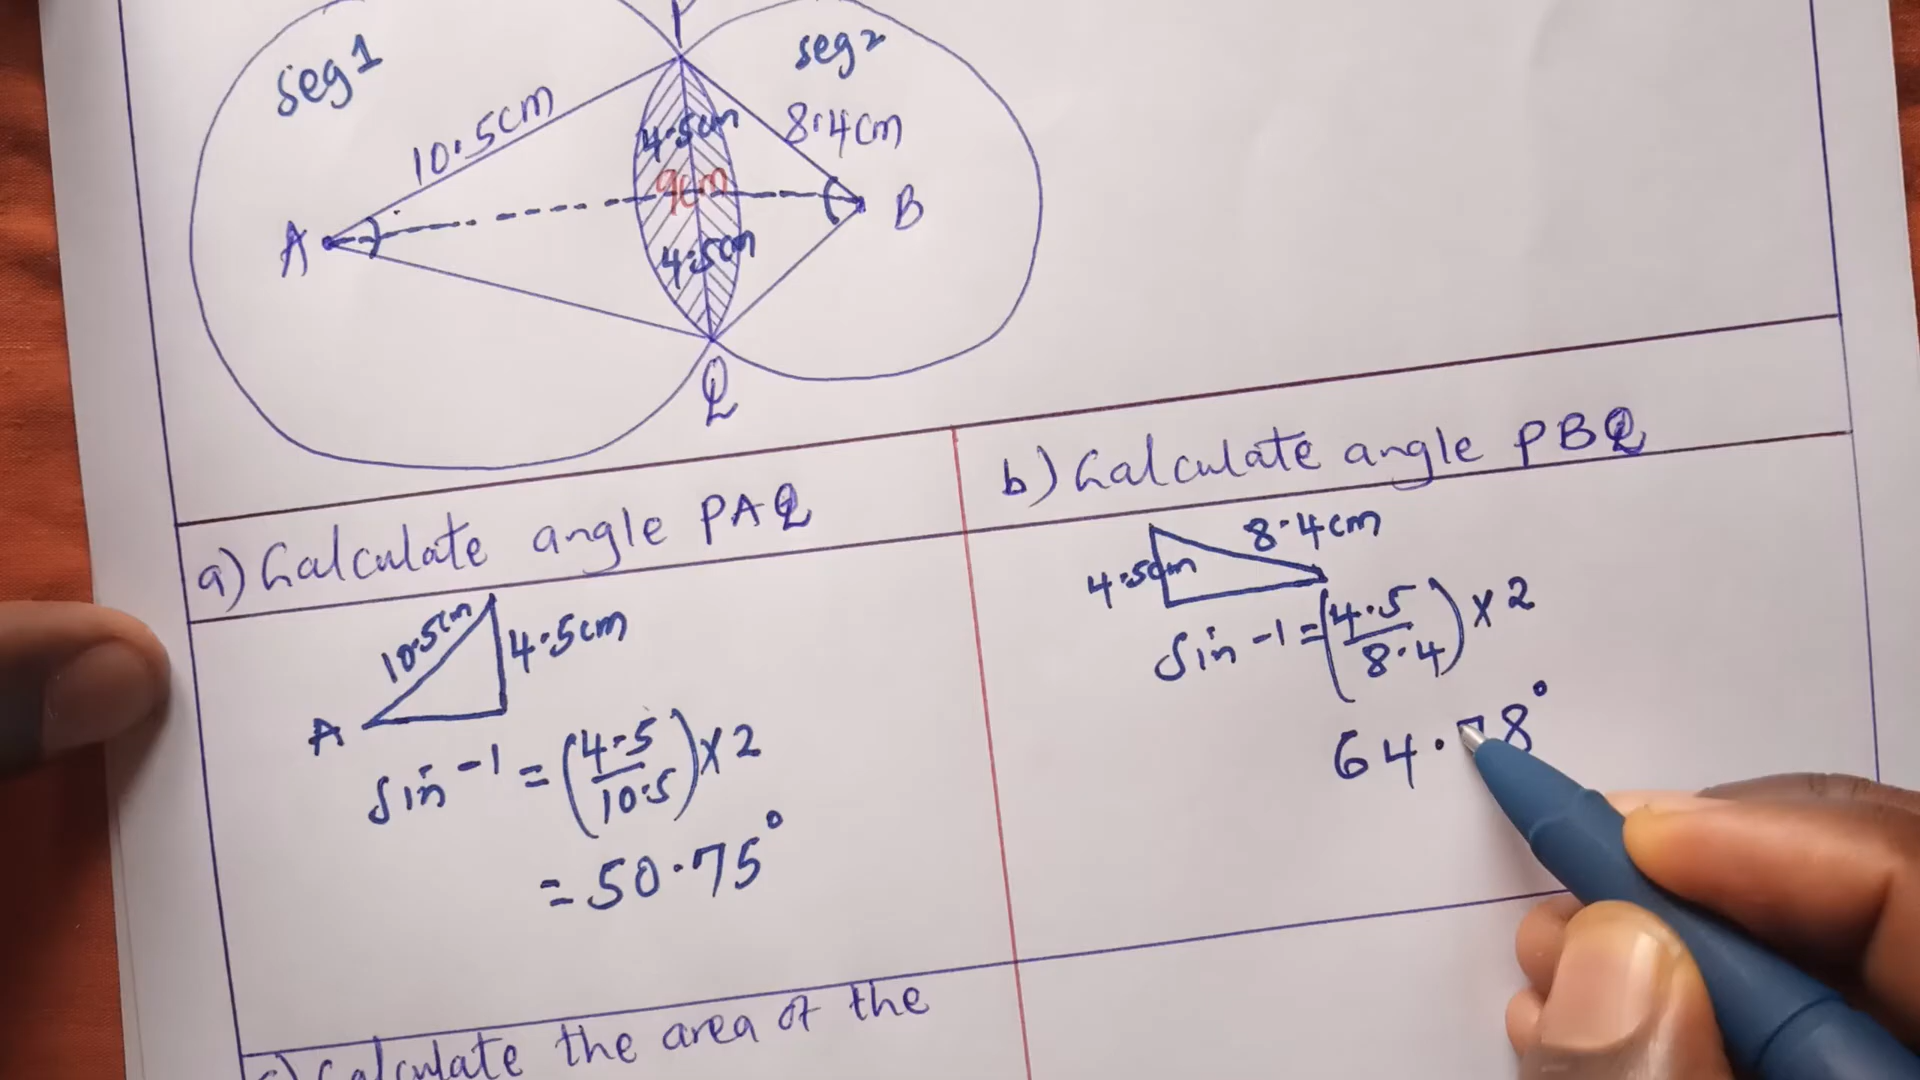 P
seg 1
seg 2
10.5cm
4.5cm
8.4cm
9cm
A
B
4.5cm
Q
a) Calculate angle PAQ
b) Calculate angle PBQ
10.5cm
4.5cm
A
sin -1 = (4.5/10.5) x 2
= 50.75°
8.4cm
4.5cm
sin -1 = (4.5/8.4) x 2
64.78°
c) Calculate the area of the